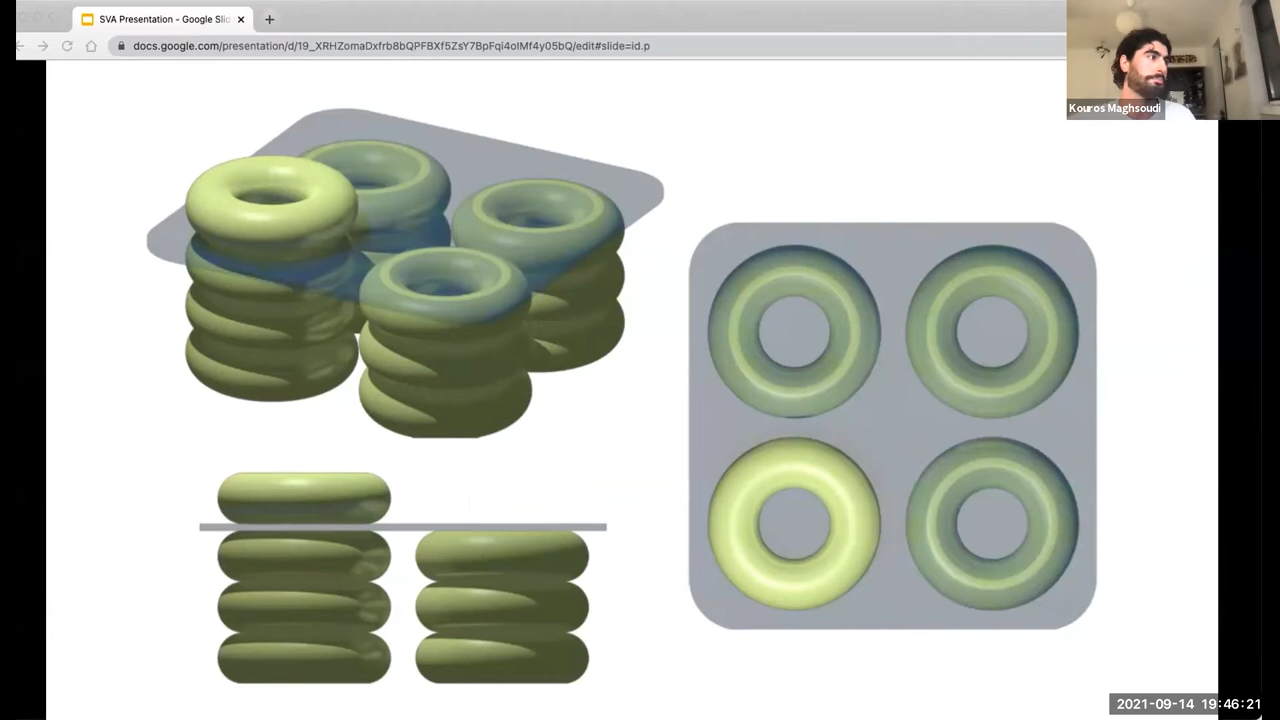 SVA Presentation - Google Slid
docs.google.com/presentation/d/19_XRHZomaDxfrb8bQPFBXf5ZsY7BpFqi4oIMf4y05bQ/edit#slide=id.p
Kouros Maghsoudi
2021-09-14 19:46:21